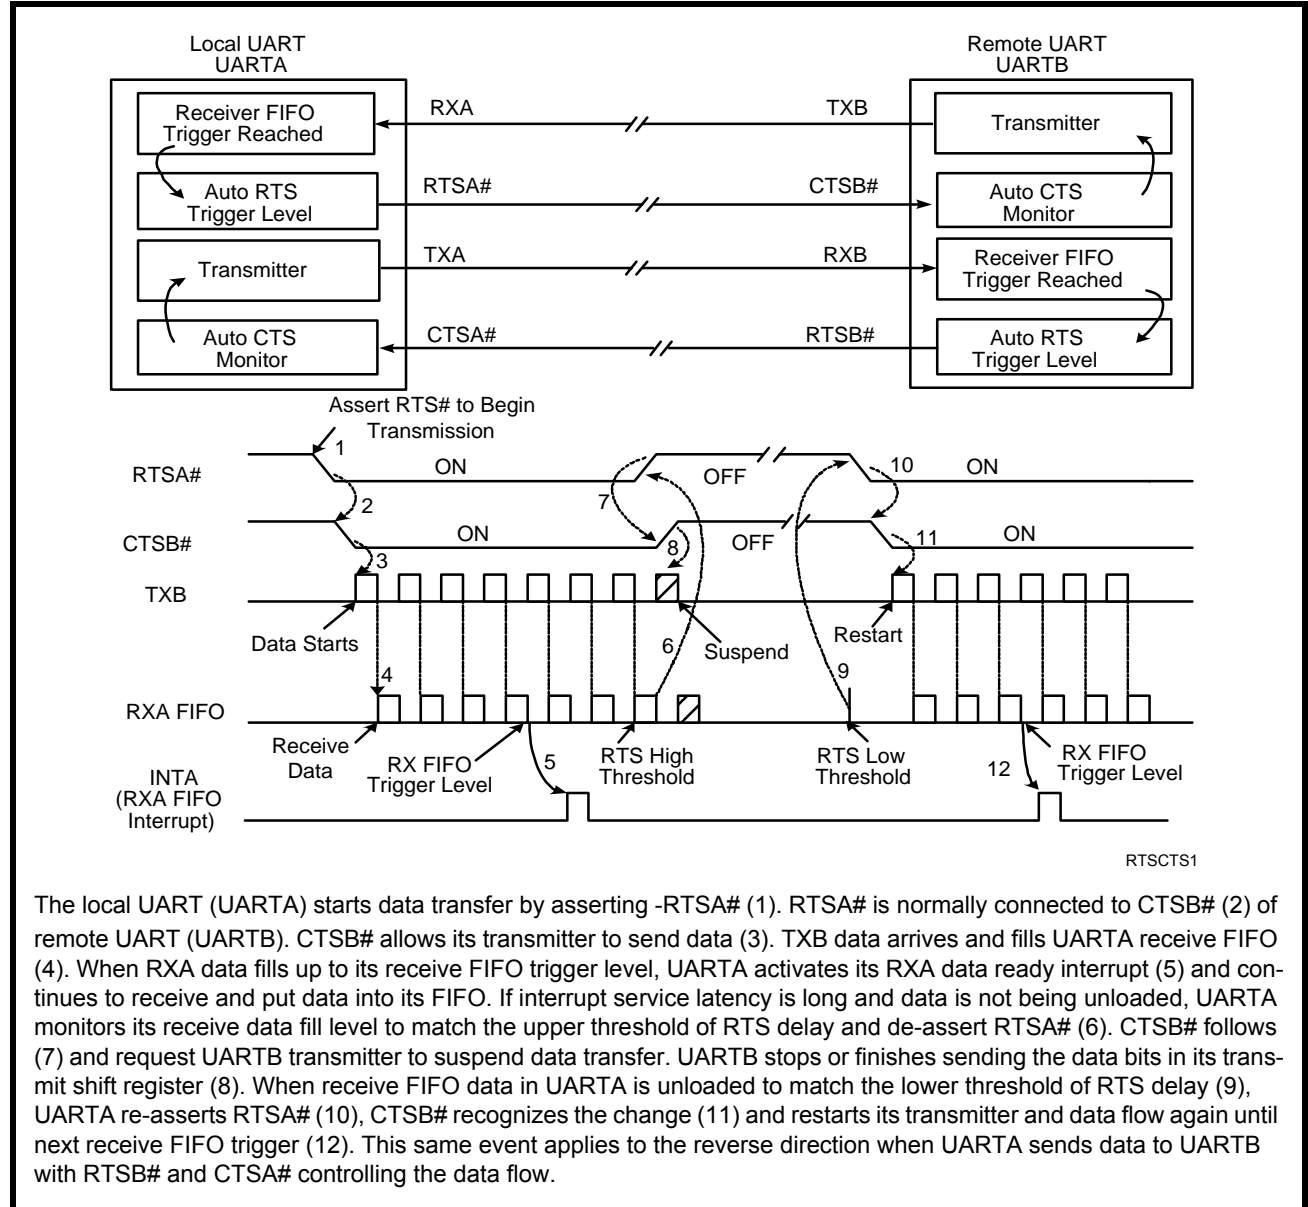 Local UART
UARTA
Remote UART
UARTB
Receiver FIFO
Trigger Reached
RXA
TXB
Transmitter
Auto RTS
Trigger Level
RTSA#
CTSB#
Auto CTS
Monitor
Transmitter
TXA
RXB
Receiver FIFO
Trigger Reached
Auto CTS
Monitor
CTSA#
RTSB#
Auto RTS
Trigger Level
Assert RTS# to Begin
Transmission
RTSA#
1
ON
OFF
10
ON
2
7
CTSB#
ON
8
OFF
11
ON
3
TXB
Data Starts
6
Suspend
Restart
4
9
RXA FIFO
Receive
Data
RX FIFO
Trigger Level
5
RTS High
Threshold
RTS Low
Threshold
12
RX FIFO
Trigger Level
INTA
(RXA FIFO
Interrupt)
RTSCTS1
The local UART (UARTA) starts data transfer by asserting -RTSA# (1). RTSA# is normally connected to CTSB# (2) of
remote UART (UARTB). CTSB# allows its transmitter to send data (3). TXB data arrives and fills UARTA receive FIFO
(4). When RXA data fills up to its receive FIFO trigger level, UARTA activates its RXA data ready interrupt (5) and con-
tinues to receive and put data into its FIFO. If interrupt service latency is long and data is not being unloaded, UARTA
monitors its receive data fill level to match the upper threshold of RTS delay and de-assert RTSA# (6). CTSB# follows
(7) and request UARTB transmitter to suspend data transfer. UARTB stops or finishes sending the data bits in its trans-
mit shift register (8). When receive FIFO data in UARTA is unloaded to match the lower threshold of RTS delay (9),
UARTA re-asserts RTSA# (10), CTSB# recognizes the change (11) and restarts its transmitter and data flow again until
next receive FIFO trigger (12). This same event applies to the reverse direction when UARTA sends data to UARTB
with RTSB# and CTSA# controlling the data flow.